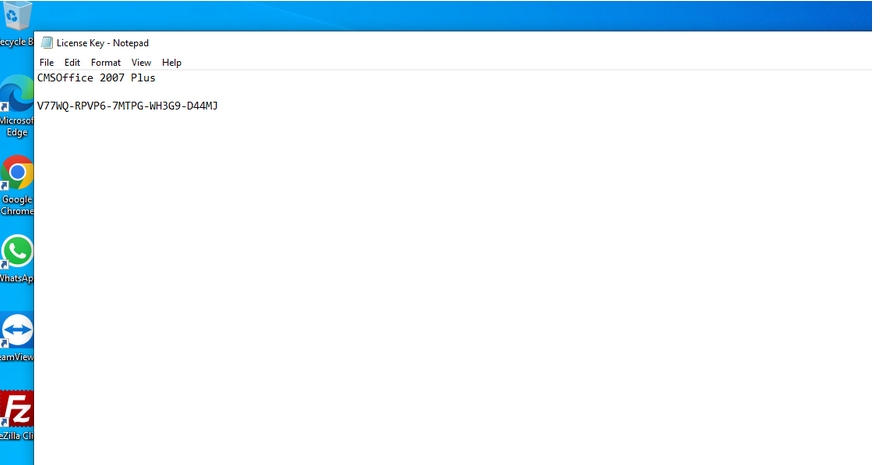 ecycle B
License Key - Notepad
File Edit Format View Help
CMSOffice 2007 Plus
V77WQ-RPVP6-7MTPG-WH3G9-D44MJ
Microsof
Edge
Google
Chrome
WhatsAp
eamView
FZ
eZilla Cli